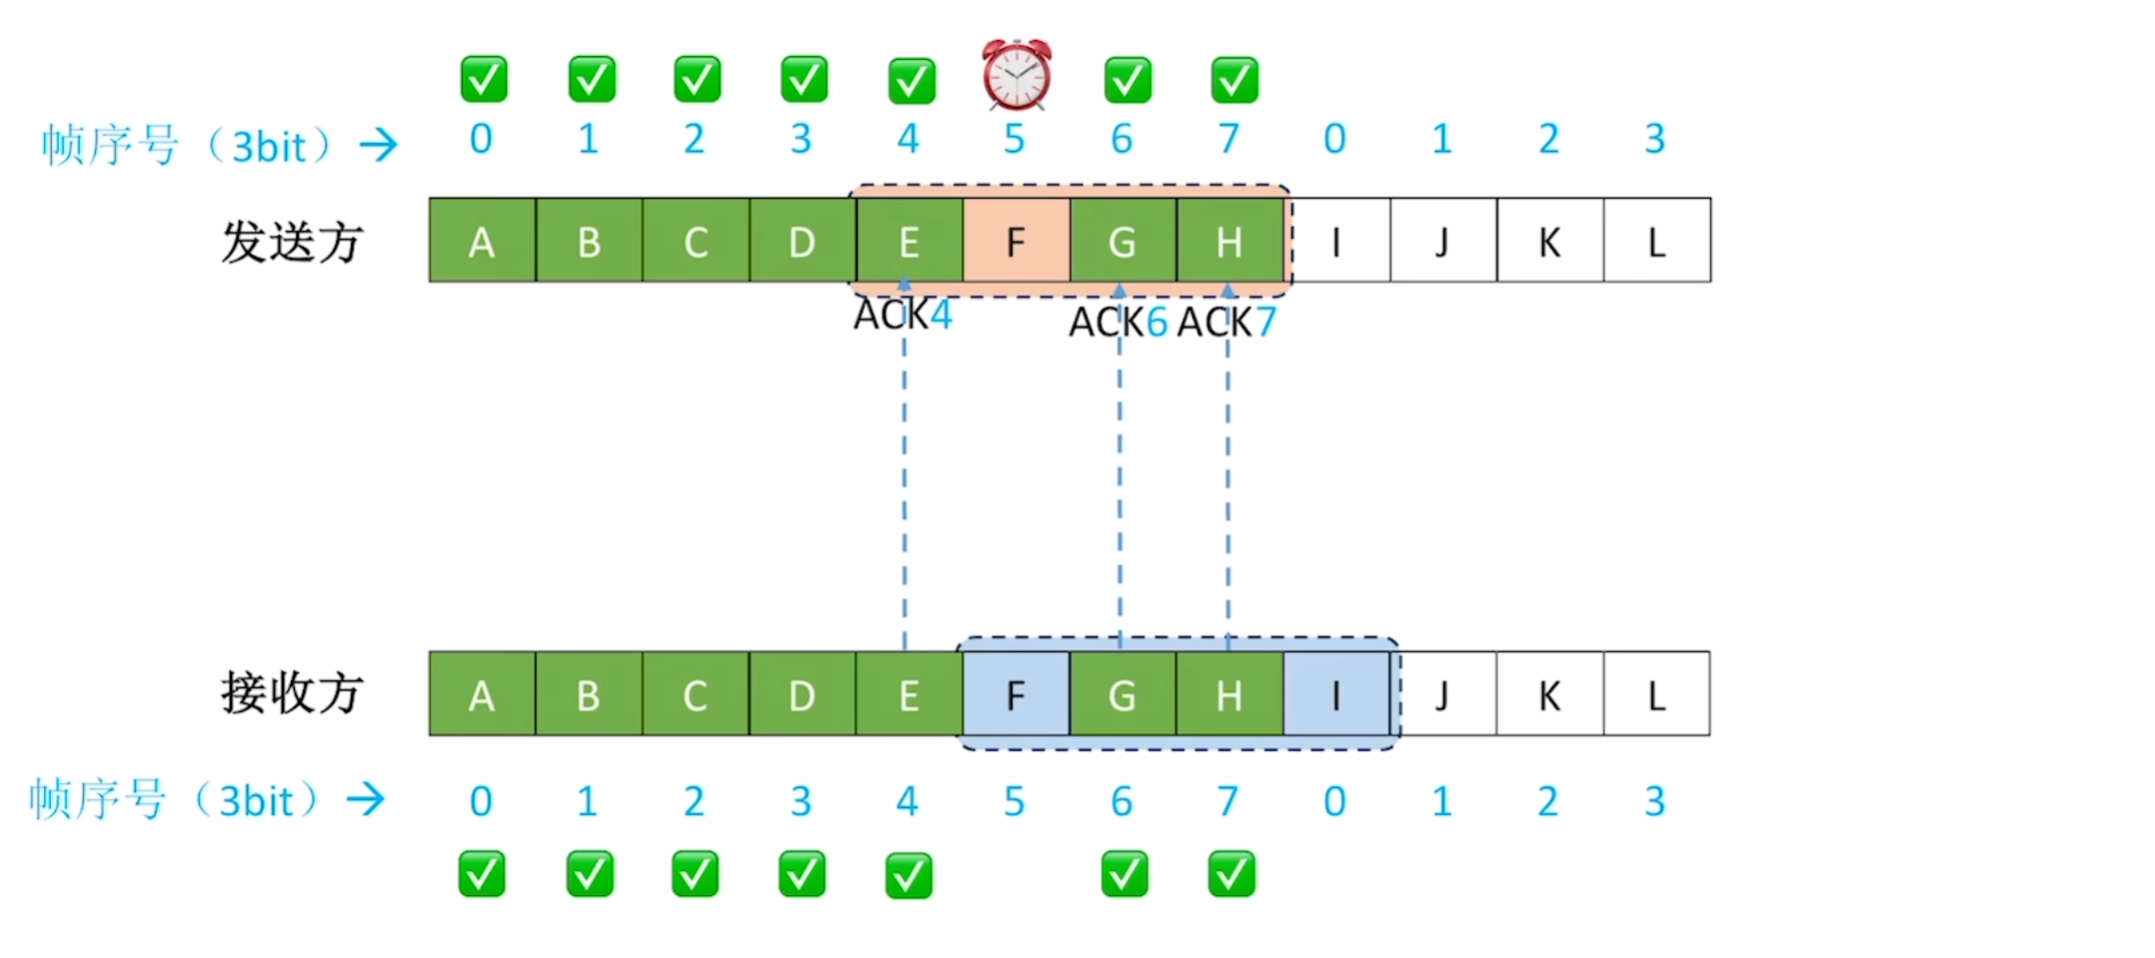 帧序号（3bit）→ 0 1 2 3 4 5 6 7 0 1 2 3
发送方 A B C D E F G H I J K L
ACK4 ACK6 ACK7
接收方 A B C D E F G H I J K L
帧序号（3bit）→ 0 1 2 3 4 5 6 7 0 1 2 3